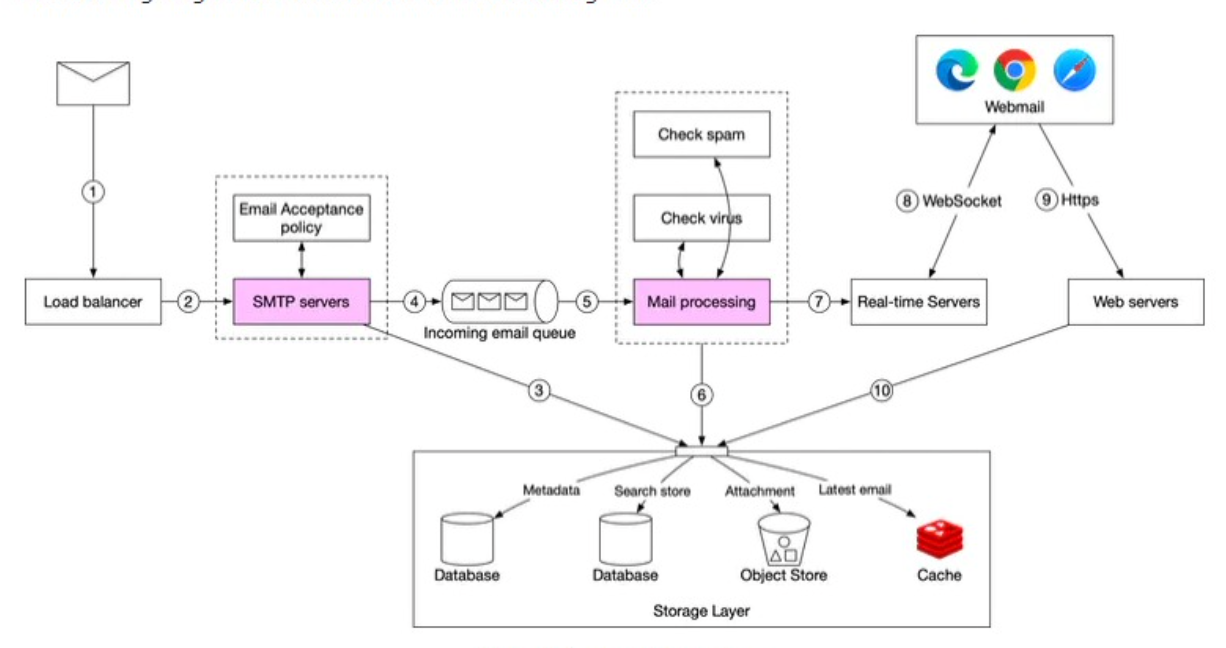 Webmail
Check spam
1
8 WebSocket
9 Https
Email Acceptance
policy
Check virus
Load balancer
2
SMTP servers
4
5
Mail processing
7
Real-time Servers
Web servers
Incoming email queue
3
6
10
Metadata
Search store
Attachment
Latest email
Database
Database
Object Store
Cache
Storage Layer